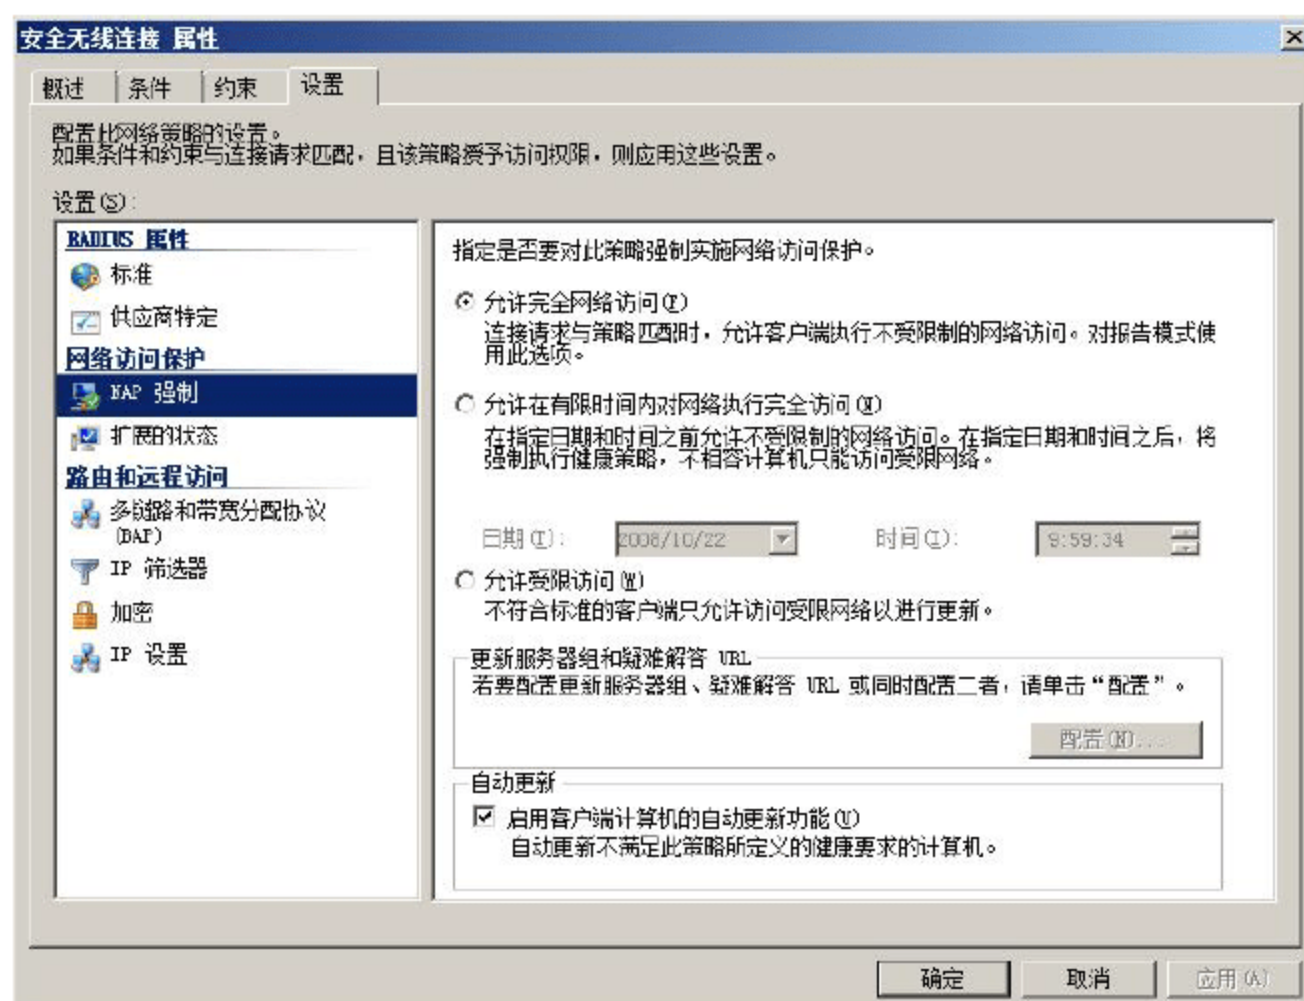 安全无线连接 属性
概述 条件 约束 设置
配置此网络策略的设置。
如果条件和约束与连接请求匹配，且该策略授予访问权限，则应用这些设置。
设置(S):
RADIUS 属性
标准
供应商特定
网络访问保护
NAP 强制
扩展的状态
路由和远程访问
多链路和带宽分配协议
(BAP)
IP 筛选器
加密
IP 设置
指定是否要对此策略强制实施网络访问保护。
允许完全网络访问(F)
连接请求与策略匹配时，允许客户端执行不受限制的网络访问。对报告模式使
用此选项。
允许在有限时间内对网络执行完全访问(X)
在指定日期和时间之前允许不受限制的网络访问。在指定日期和时间之后，将
强制执行健康策略，不相容计算机只能访问受限网络。
日期(T): 2008/10/22 时间(I): 9:59:34
允许受限访问(W)
不符合标准的客户端只允许访问受限网络以进行更新。
更新服务器组和疑难解答 URL
若要配置更新服务器组、疑难解答 URL 或同时配置二者，请单击“配置”。
配置(N)...
自动更新
启用客户端计算机的自动更新功能(U)
自动更新不满足此策略所定义的健康要求的计算机。
确定 取消 应用(A)